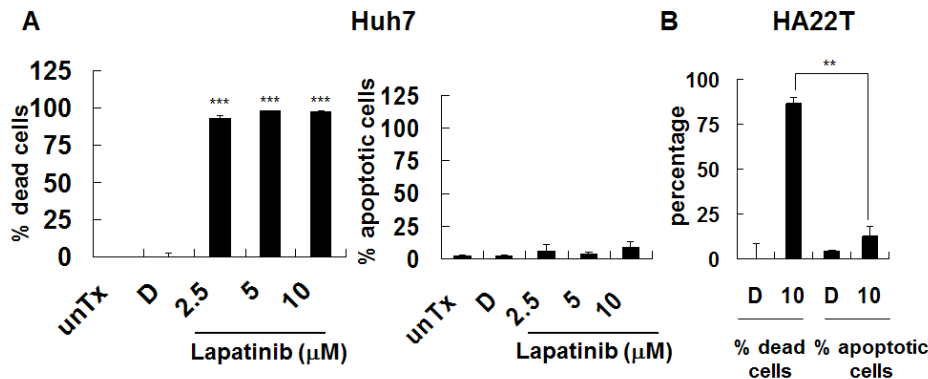 A Huh7 B HA22T
% dead cells
125
100
75
50
25
0
*** *** ***
unTx D 2.5 5 10
Lapatinib (μM)
% apoptotic cells
125
100
75
50
25
0
unTx D 2.5 5 10
Lapatinib (μM)
percentage
100
75
50
25
0
**
D 10 D 10
% dead % apoptotic
cells cells